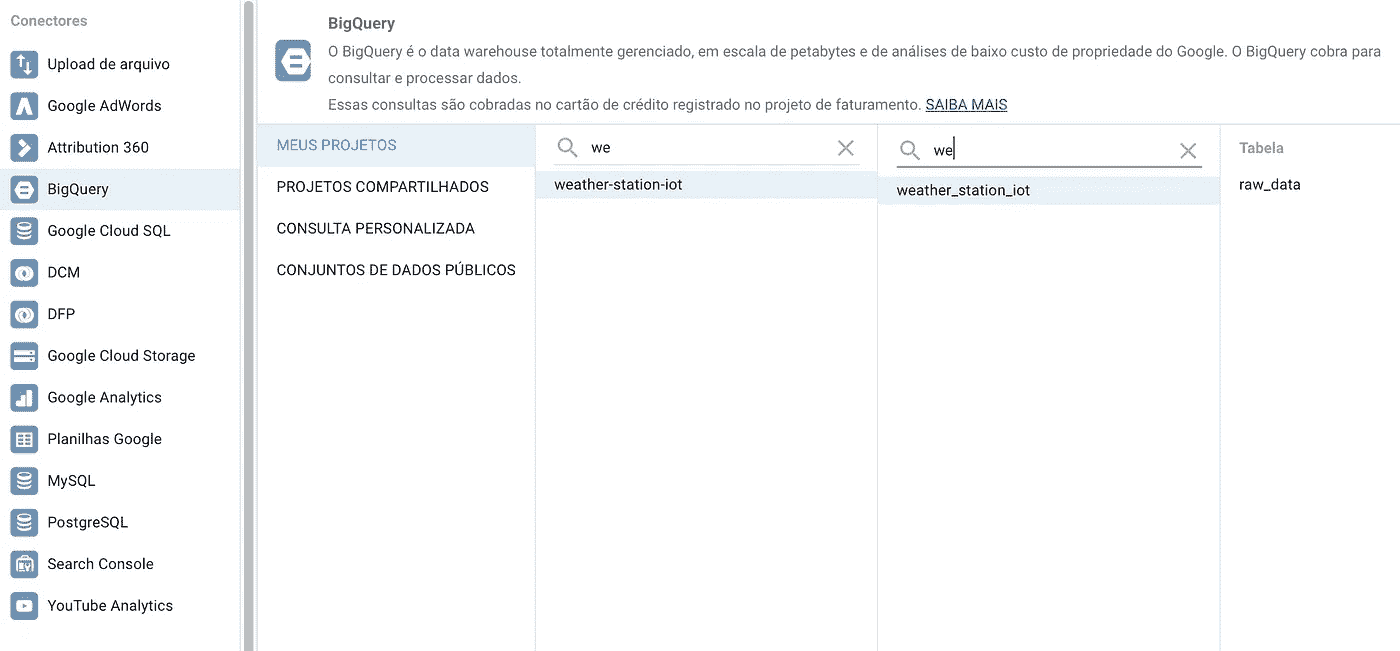 Conectores
Upload de arquivo
Google AdWords
Attribution 360
BigQuery
Google Cloud SQL
DCM
DFP
Google Cloud Storage
Google Analytics
Planilhas Google
MySQL
PostgreSQL
Search Console
YouTube Analytics
BigQuery
O BigQuery é o data warehouse totalmente gerenciado, em escala de petabytes e de análises de baixo custo de propriedade do Google. O BigQuery cobra para
consultar e processar dados.
Essas consultas são cobradas no cartão de crédito registrado no projeto de faturamento. SAIBA MAIS
MEUS PROJETOS
PROJETOS COMPARTILHADOS
CONSULTA PERSONALIZADA
CONJUNTOS DE DADOS PÚBLICOS
we
weather-station-iot
we
weather_station_iot
Tabela
raw_data